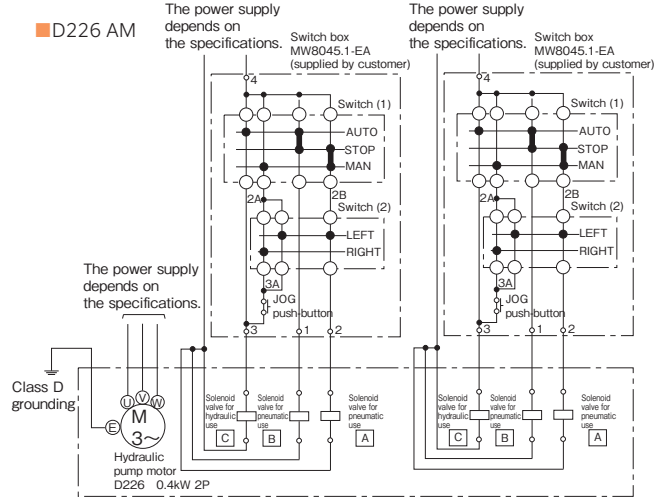 ■D226 AM
The power supply
depends on
the specifications.
Switch box
MW8045.1-EA
(supplied by customer)
4
Switch (1)
AUTO
STOP
MAN
2A
2B
Switch (2)
LEFT
RIGHT
3A
JOG
push-button
3
1
2
The power supply
depends on
the specifications.
Switch box
MW8045.1-EA
(supplied by customer)
4
Switch (1)
AUTO
STOP
MAN
2A
2B
Switch (2)
LEFT
RIGHT
3A
JOG
push-button
3
1
2
The power supply
depends on
the specifications.
Class D
grounding
U
V
W
E
M
3~
Hydraulic
pump motor
D226 0.4kW 2P
Solenoid
valve for
hydraulic
use
C
Solenoid
valve for
pneumatic
use
B
Solenoid
valve for
pneumatic
use
A
Solenoid
valve for
hydraulic
use
C
Solenoid
valve for
pneumatic
use
B
Solenoid
valve for
pneumatic
use
A